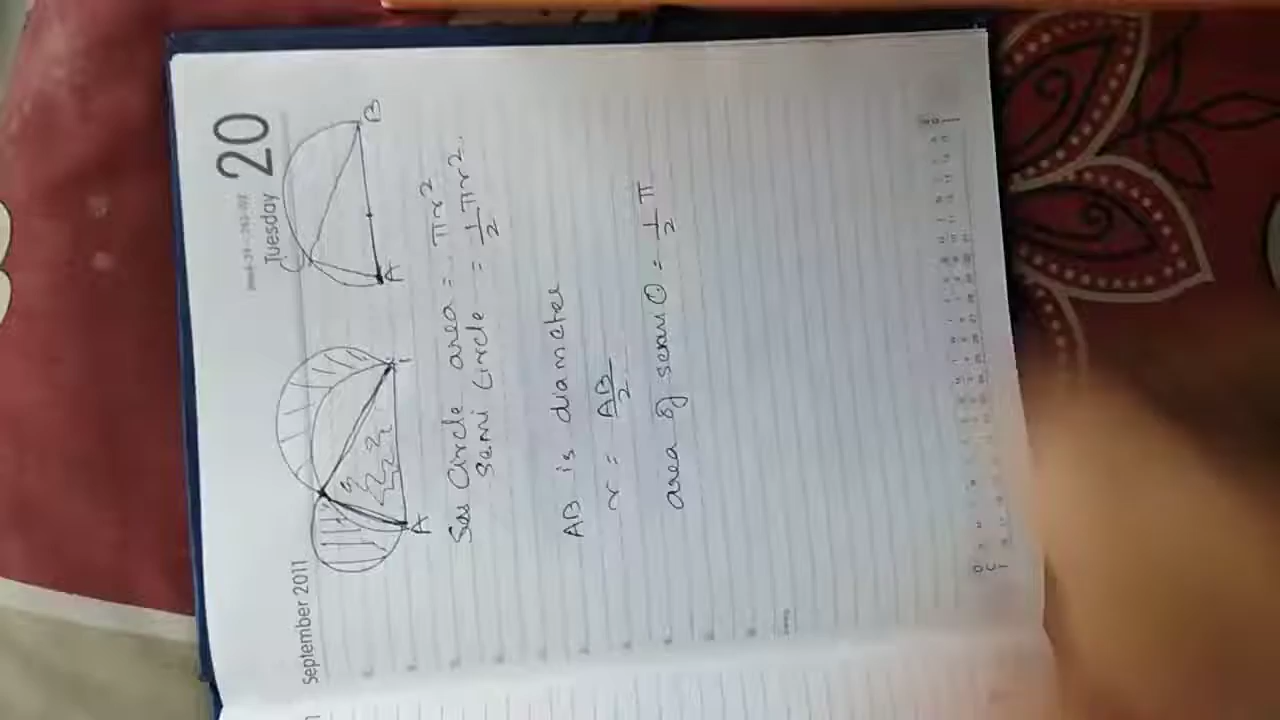 September 2011
Tuesday
20
C
B
A
A
Circle area = πr²
Semi Circle = 1/2 πr².
AB is diameter
r = AB/2
area of semi O = 1/2 π